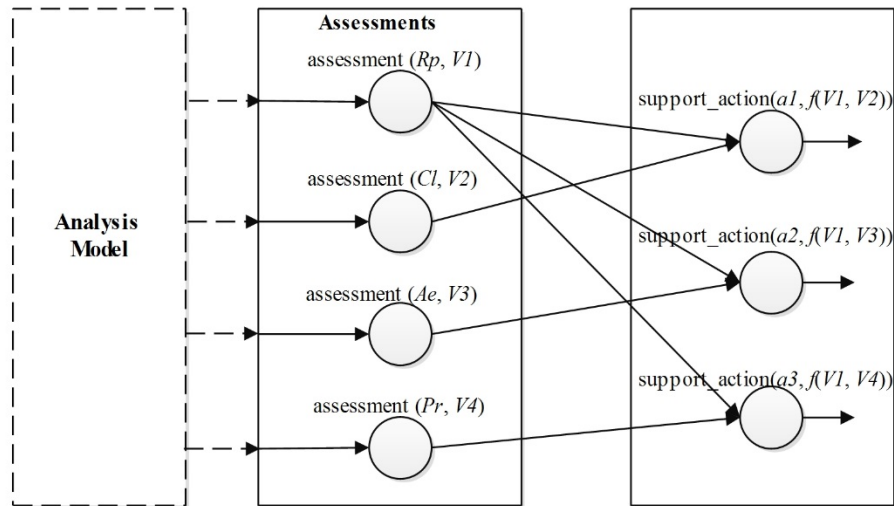 Assessments
assessment (Rp, V1)
support_action(a1, f(V1, V2))
assessment (Cl, V2)
Analysis
Model
support_action(a2, f(V1, V3))
assessment (Ae, V3)
support_action(a3, f(V1, V4))
assessment (Pr, V4)